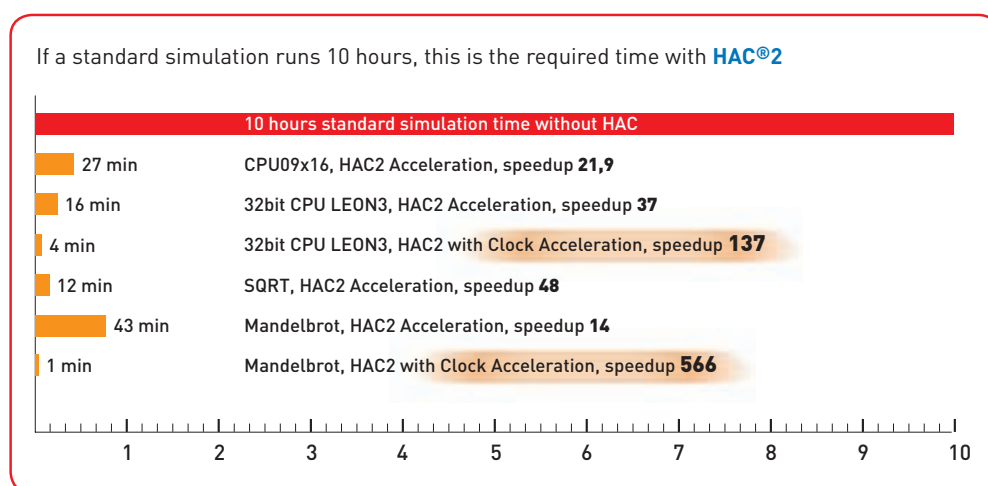 If a standard simulation runs 10 hours, this is the required time with HAC®2
10 hours standard simulation time without HAC
27 min CPU09x16, HAC2 Acceleration, speedup 21,9
16 min 32bit CPU LEON3, HAC2 Acceleration, speedup 37
4 min 32bit CPU LEON3, HAC2 with Clock Acceleration, speedup 137
12 min SQRT, HAC2 Acceleration, speedup 48
43 min Mandelbrot, HAC2 Acceleration, speedup 14
1 min Mandelbrot, HAC2 with Clock Acceleration, speedup 566
1 2 3 4 5 6 7 8 9 10